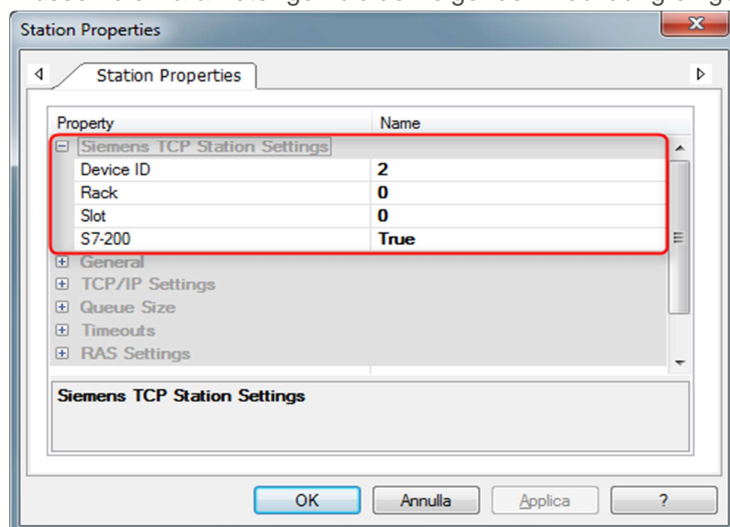 Station Properties
Station Properties
Property Name
Siemens TCP Station Settings
Device ID 2
Rack 0
Slot 0
S7-200 True
General
TCP/IP Settings
Queue Size
Timeouts
RAS Settings
Siemens TCP Station Settings
OK Annulla Applica ?